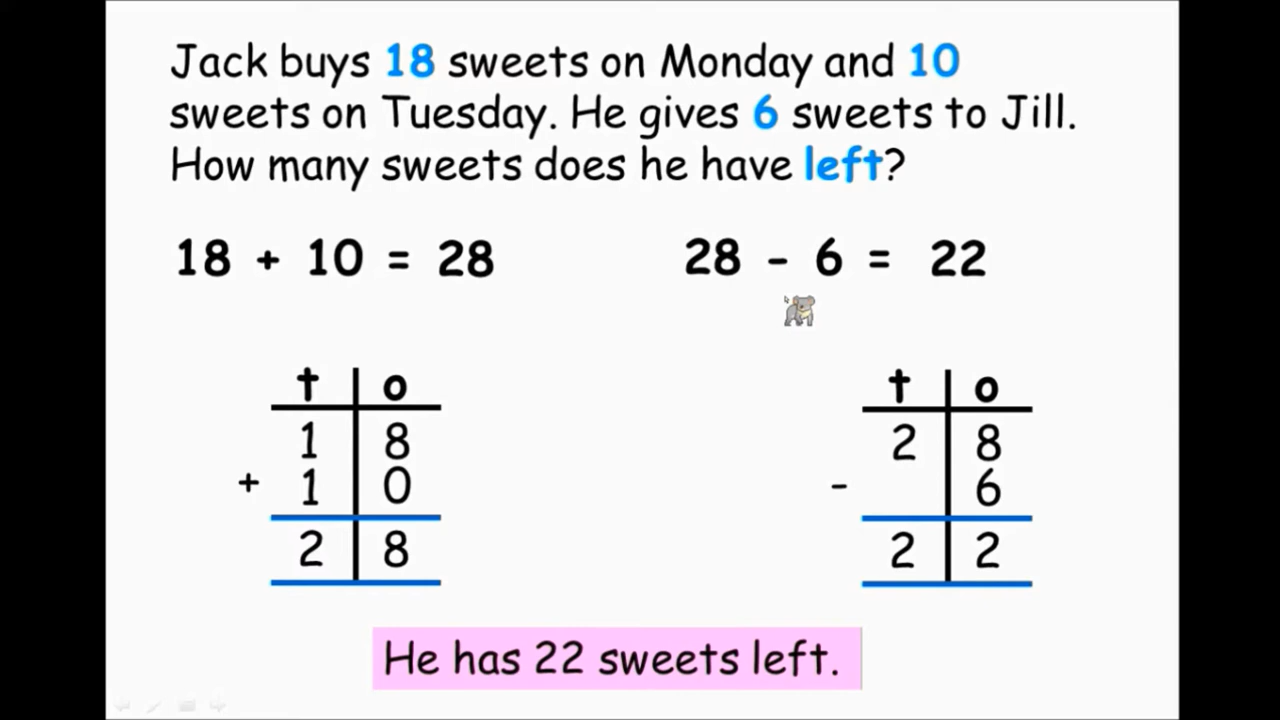 Jack buys 18 sweets on Monday and 10
sweets on Tuesday. He gives 6 sweets to Jill.
How many sweets does he have left?
18 + 10 = 28
28 - 6 = 22
t o
1 8
+ 1 0
2 8
t o
2 8
- 6
2 2
He has 22 sweets left.